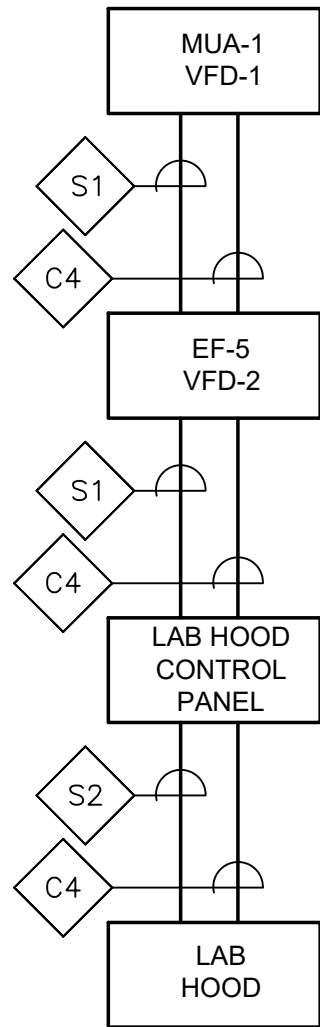 MUA-1
VFD-1
S1
C4
EF-5
VFD-2
S1
C4
LAB HOOD
CONTROL
PANEL
S2
C4
LAB
HOOD